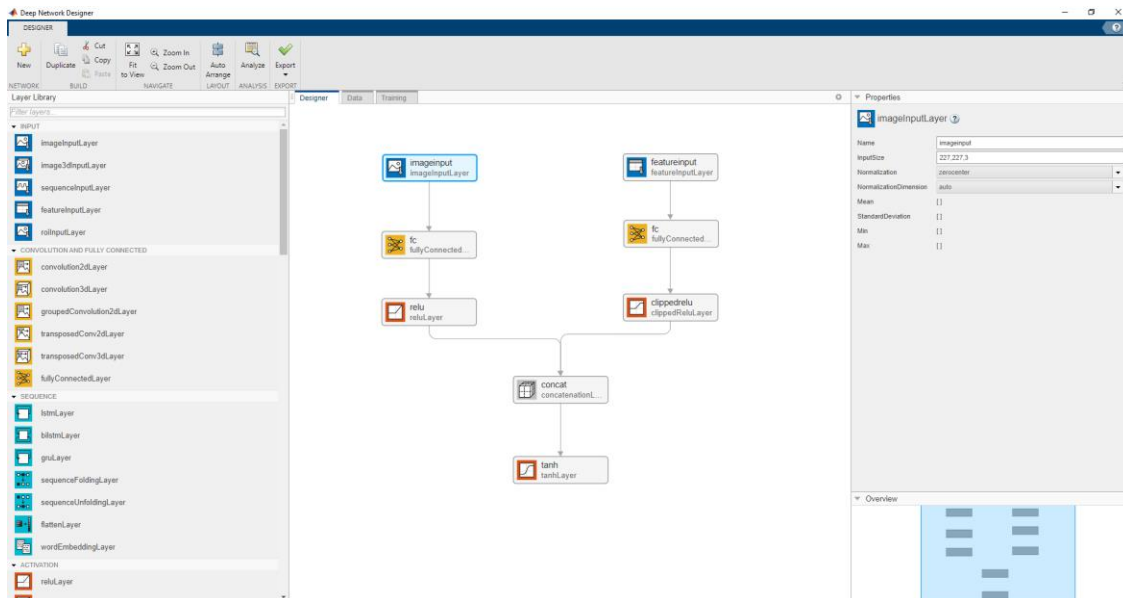 Deep Network Designer
DESIGNER
New
Duplicate
Cut
Copy
Paste
Fit
to View
Zoom In
Zoom Out
Auto
Arrange
Analyze
Export
NETWORK
BUILD
NAVIGATE
LAYOUT
ANALYSIS
EXPORT
Layer Library
Filter layers...
INPUT
imageInputLayer
image3dInputLayer
sequenceInputLayer
featureInputLayer
roiInputLayer
CONVOLUTION AND FULLY CONNECTED
convolution2dLayer
convolution3dLayer
groupedConvolution2dLayer
transposedConv2dLayer
transposedConv3dLayer
fullyConnectedLayer
SEQUENCE
lstmLayer
bilstmLayer
gruLayer
sequenceFoldingLayer
sequenceUnfoldingLayer
flattenLayer
wordEmbeddingLayer
ACTIVATION
reluLayer
Designer
Data
Training
imageinput
imageInputLayer
featureinput
featureInputLayer
fc
fullyConnected...
fc
fullyConnected...
relu
reluLayer
clippedrelu
clippedReluLayer
concat
concatenationL...
tanh
tanhLayer
Properties
imageInputLayer ?
Name imageinput
InputSize 227,227,3
Normalization zerocenter
NormalizationDimension auto
Mean []
StandardDeviation []
Min []
Max []
Overview